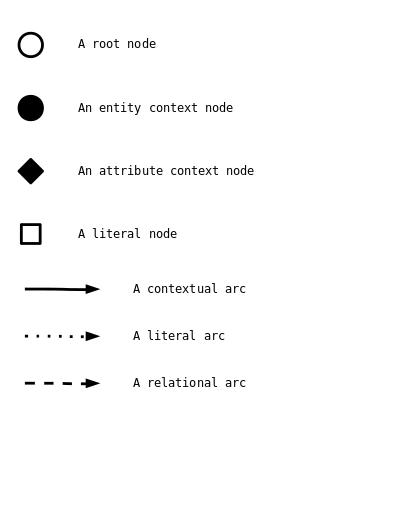 A root node
An entity context node
An attribute context node
A literal node
A contextual arc
A literal arc
A relational arc